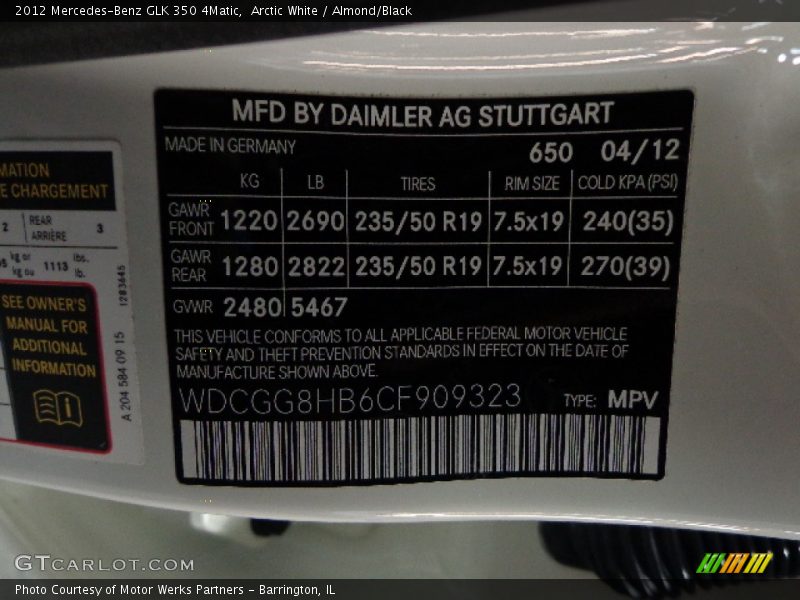 2012 Mercedes-Benz GLK 350 4Matic, Arctic White / Almond/Black
MFD BY DAIMLER AG STUTTGART
MADE IN GERMANY 650 04/12
KG LB TIRES RIM SIZE COLD KPA(PSI)
GAWR FRONT 1220 2690 235/50 R19 7.5x19 240(35)
GAWR REAR 1280 2822 235/50 R19 7.5x19 270(39)
GVWR 2480 5467
THIS VEHICLE CONFORMS TO ALL APPLICABLE FEDERAL MOTOR VEHICLE
SAFETY AND THEFT PREVENTION STANDARDS IN EFFECT ON THE DATE OF
MANUFACTURE SHOWN ABOVE.
WDCGG8HB6CF909323 TYPE: MPV
MATION
E CHARGEMENT
2 REAR 3
ARRIÈRE
kg or 1113 lbs.
kg ou lb.
SEE OWNER'S
MANUAL FOR
ADDITIONAL
INFORMATION
1283645
A 204 584 09 15
GTCARLOT.COM
Photo Courtesy of Motor Werks Partners - Barrington, IL